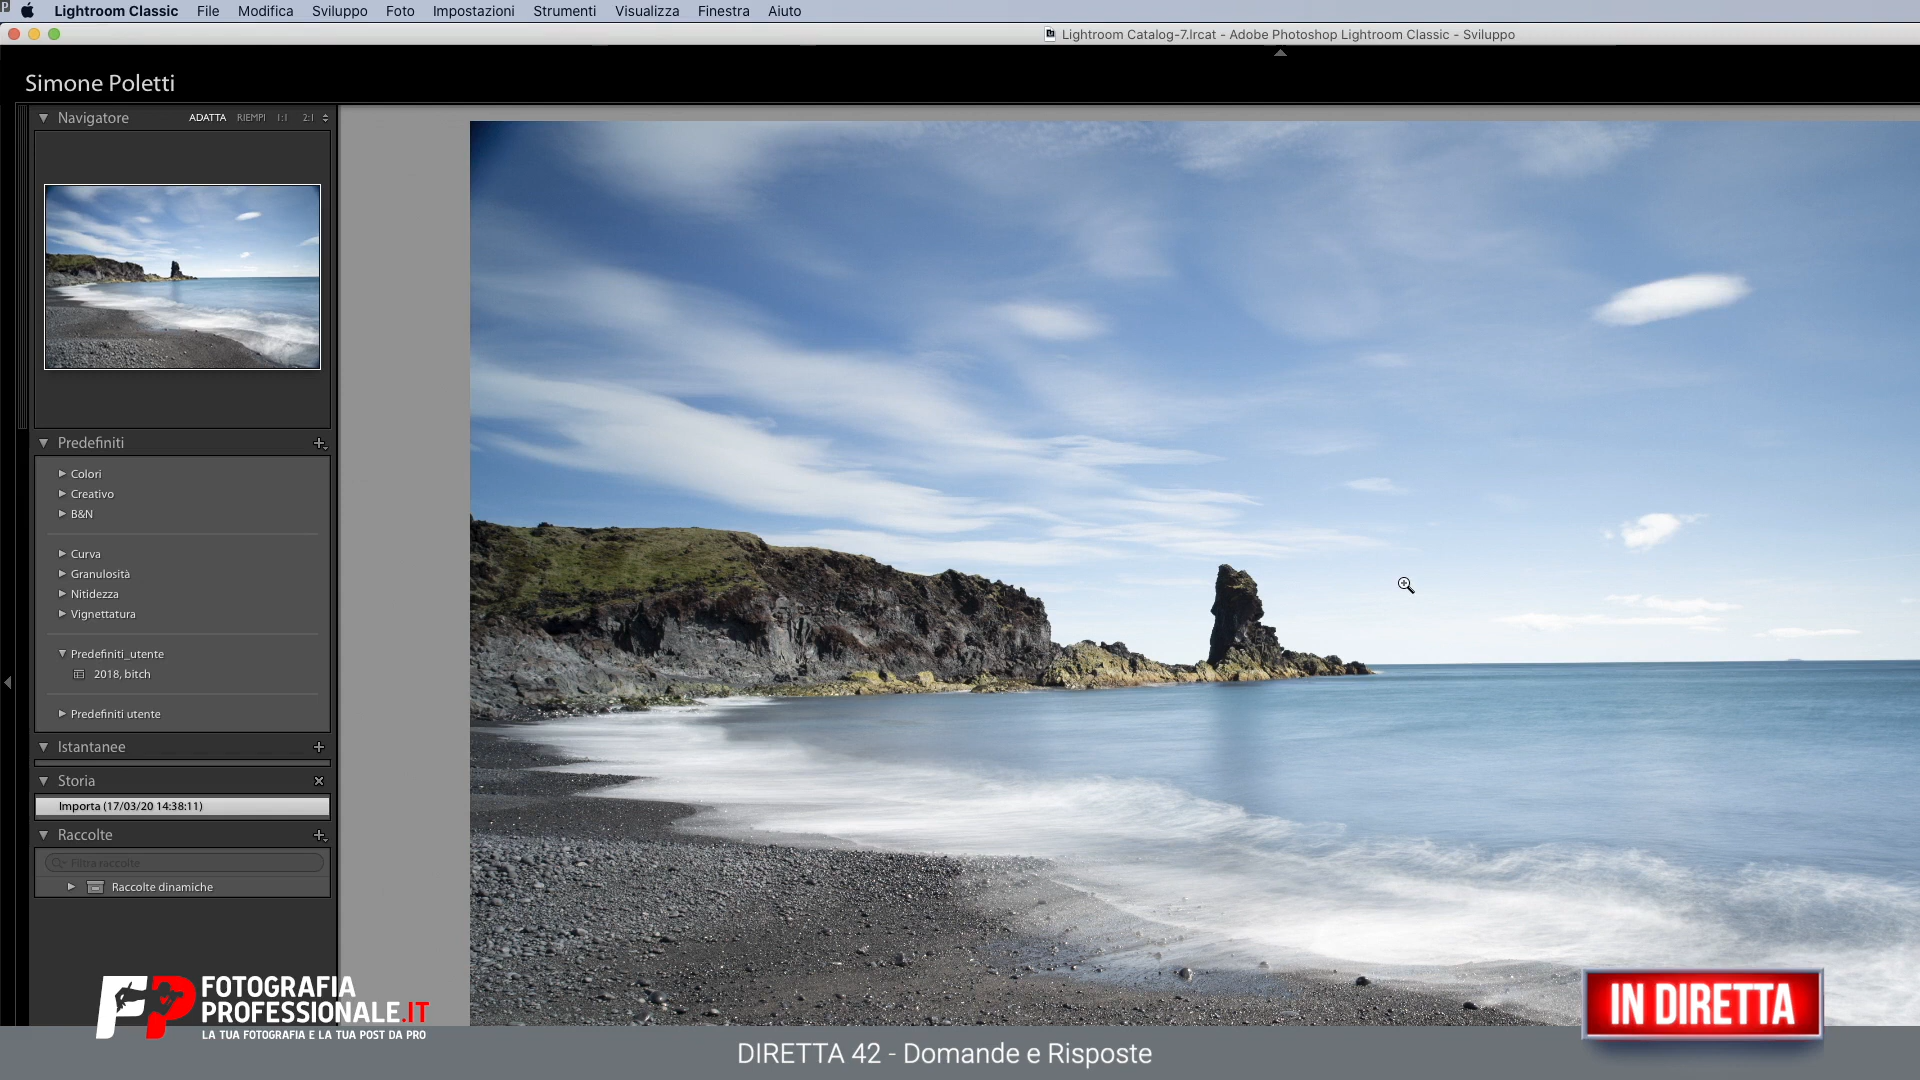 Lightroom Classic File Modifica Sviluppo Foto Impostazioni Strumenti Visualizza Finestra Aiuto
Lightroom Catalog-7.lrcat - Adobe Photoshop Lightroom Classic - Sviluppo
Simone Poletti
Navigatore ADATTA RIEMPI 1:1 2:1
Predefiniti
Colori
Creativo
B&N
Curva
Granulosità
Nitidezza
Vignettatura
Predefiniti_utente
2018, bitch
Predefiniti utente
Istantanee
Storia
Importa (17/03/20 14:38:11)
Raccolte
Filtra raccolte
Raccolte dinamiche
FP FOTOGRAFIA
PROFESSIONALE.IT
LA TUA FOTOGRAFIA E LA TUA POST DA PRO
IN DIRETTA
DIRETTA 42 - Domande e Risposte